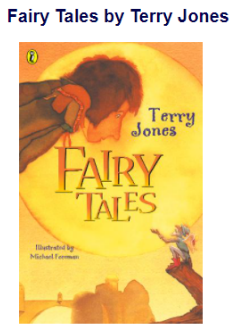 Fairy Tales by Terry Jones
Terry
Jones
FAIRY
TALES
Illustrated by
Michael Foreman